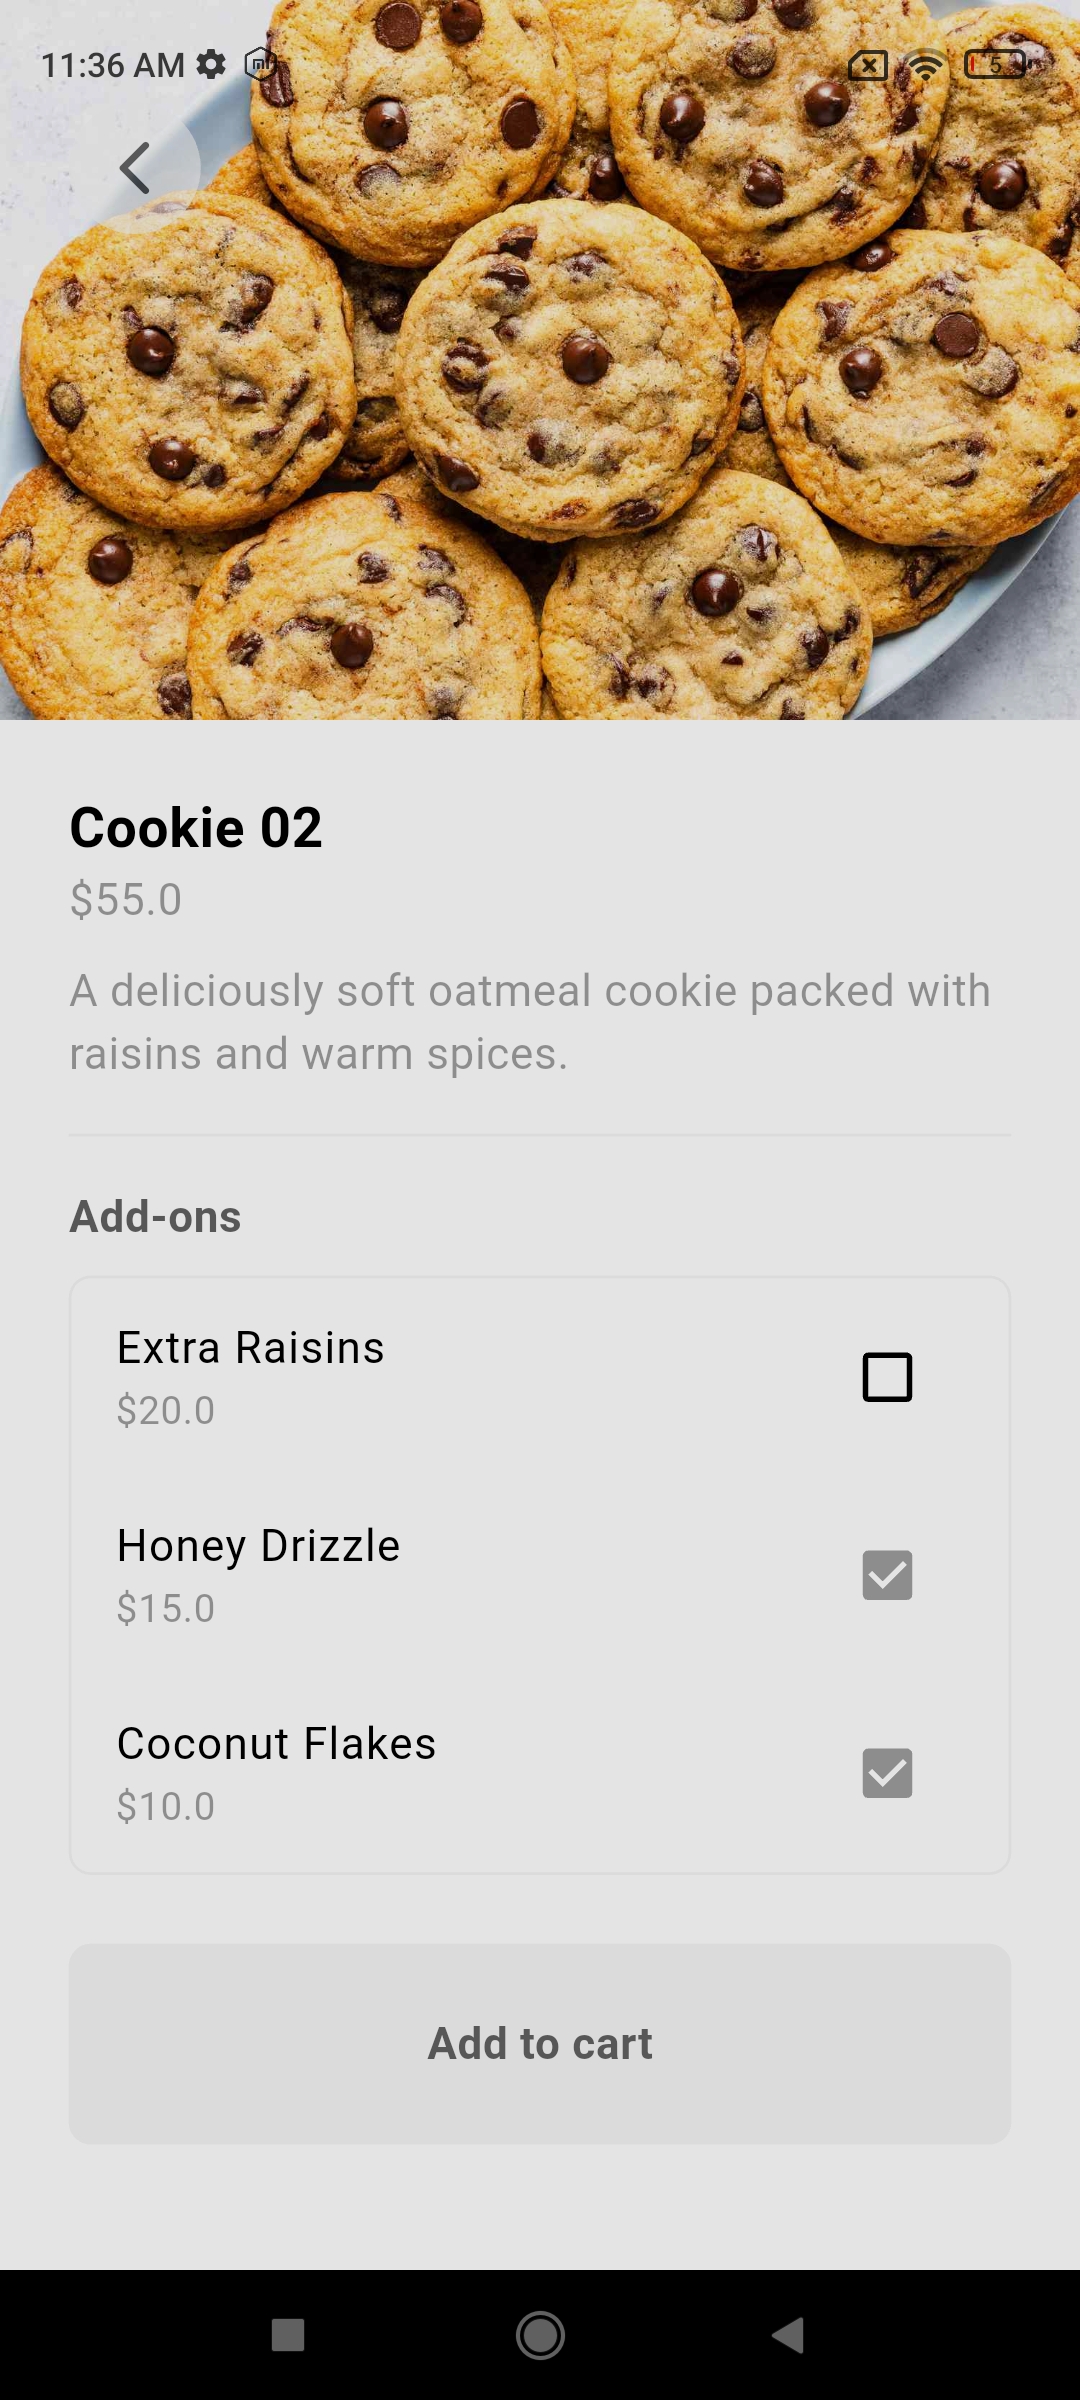 11:36 AM
5
Cookie 02
$55.0
A deliciously soft oatmeal cookie packed with
raisins and warm spices.
Add-ons
Extra Raisins
$20.0
Honey Drizzle
$15.0
Coconut Flakes
$10.0
Add to cart